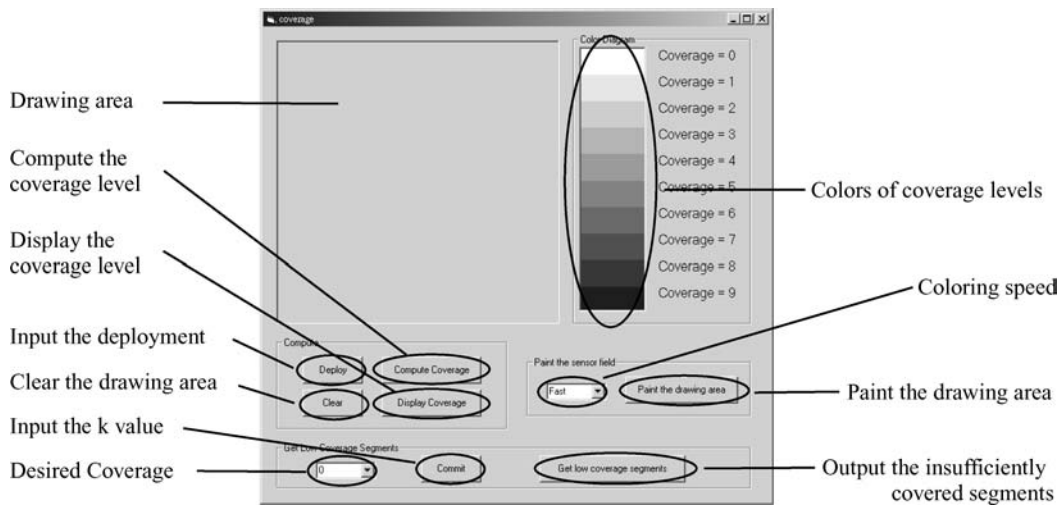 coverage
Color Diagram
Coverage = 0
Coverage = 1
Coverage = 2
Coverage = 3
Coverage = 4
Coverage = 5
Coverage = 6
Coverage = 7
Coverage = 8
Coverage = 9
Drawing area
Compute the
coverage level
Display the
coverage level
Input the deployment
Clear the drawing area
Input the k value
Desired Coverage
Colors of coverage levels
Coloring speed
Paint the drawing area
Output the insufficiently
covered segments
Compute
Deploy
Compute Coverage
Clear
Display Coverage
Paint the sensor field
Fast
Paint the drawing area
Get Low Coverage Segments
0
Commit
Get low coverage segments